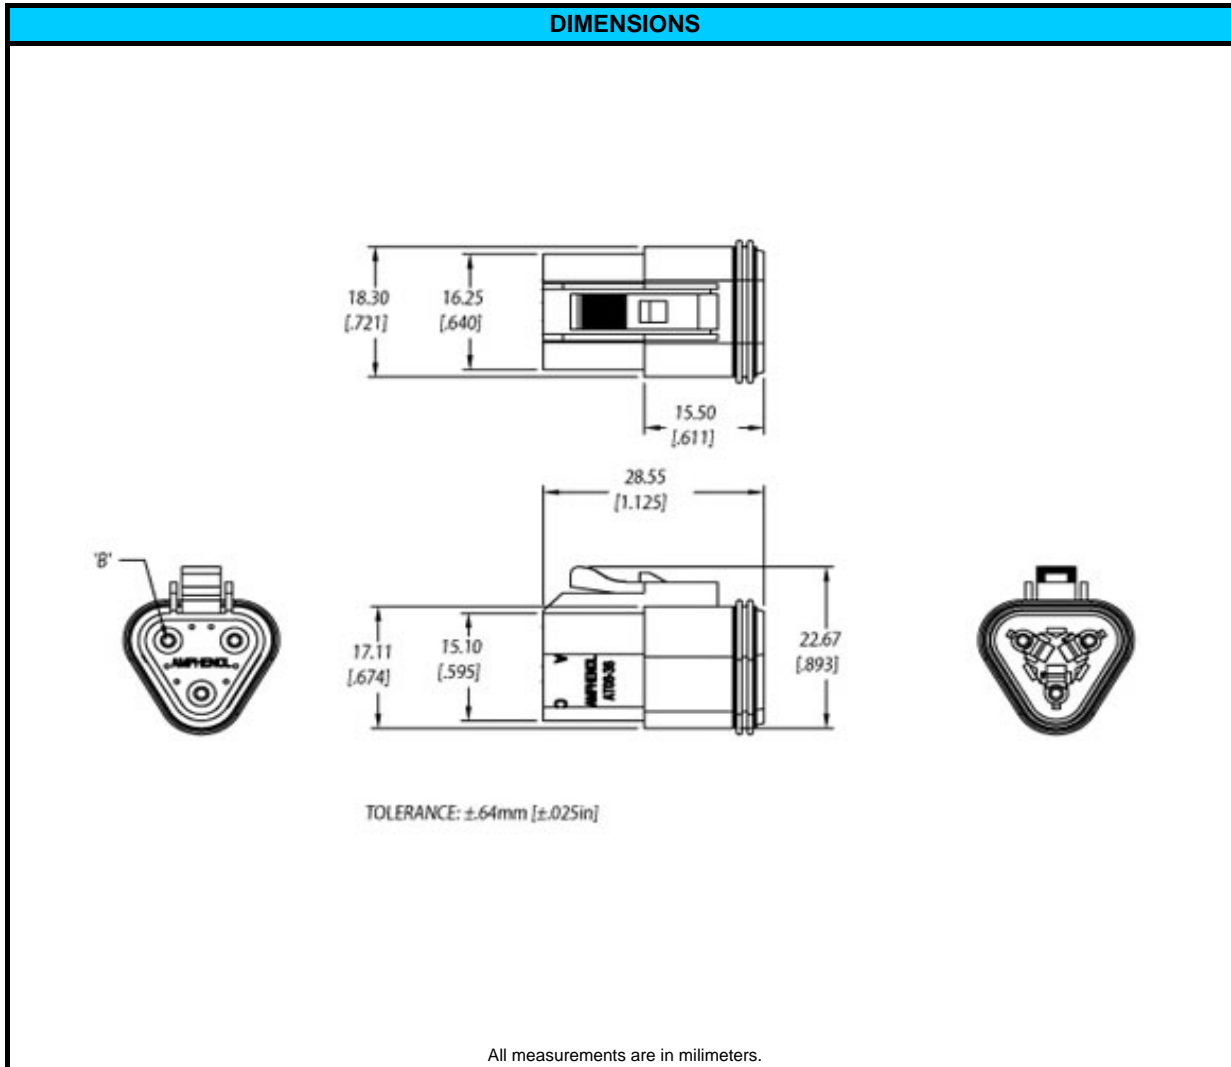 DIMENSIONS
18.30
[.721]
16.25
[.640]
15.50
[.611]
28.55
[1.125]
'B'
AMPHENOL
17.11
[.674]
15.10
[.595]
A
C
AMPHENOL
22.67
[.893]
TOLERANCE: ±.64mm [±.025in]
All measurements are in milimeters.